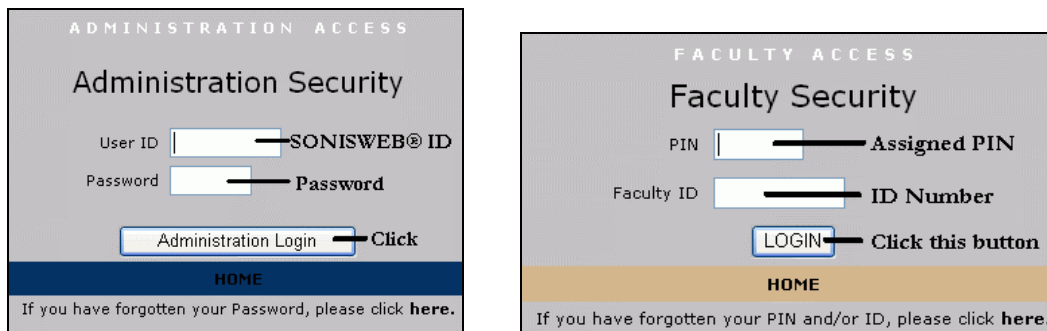 ADMINISTRATION ACCESS
Administration Security
User ID SONISWEB® ID
Password Password
Administration Login Click
HOME
If you have forgotten your Password, please click here.
FACULTY ACCESS
Faculty Security
PIN Assigned PIN
Faculty ID ID Number
LOGIN Click this button
HOME
If you have forgotten your PIN and/or ID, please click here.